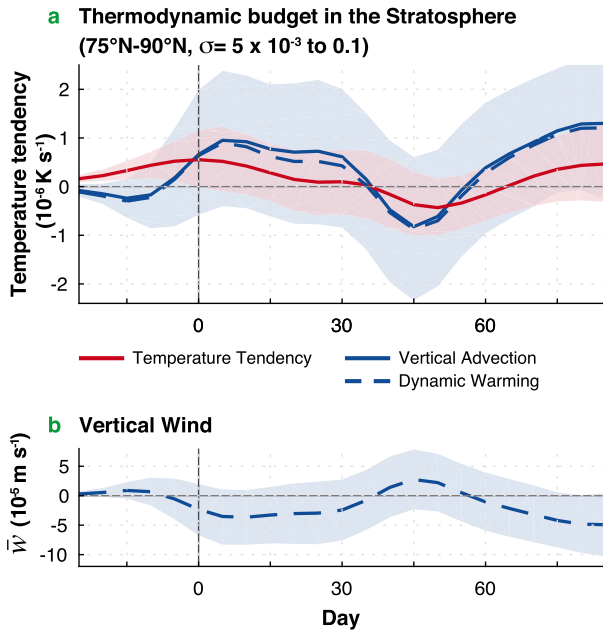 a Thermodynamic budget in the Stratosphere
(75°N-90°N, σ= 5 x 10⁻³ to 0.1)
Temperature tendency
(10⁻⁶ K s⁻¹)
2
1
0
-1
-2
0 30 60
Temperature Tendency
Vertical Advection
Dynamic Warming
b Vertical Wind
w̄ (10⁻⁵ m s⁻¹)
5
0
-5
-10
0 30 60
Day